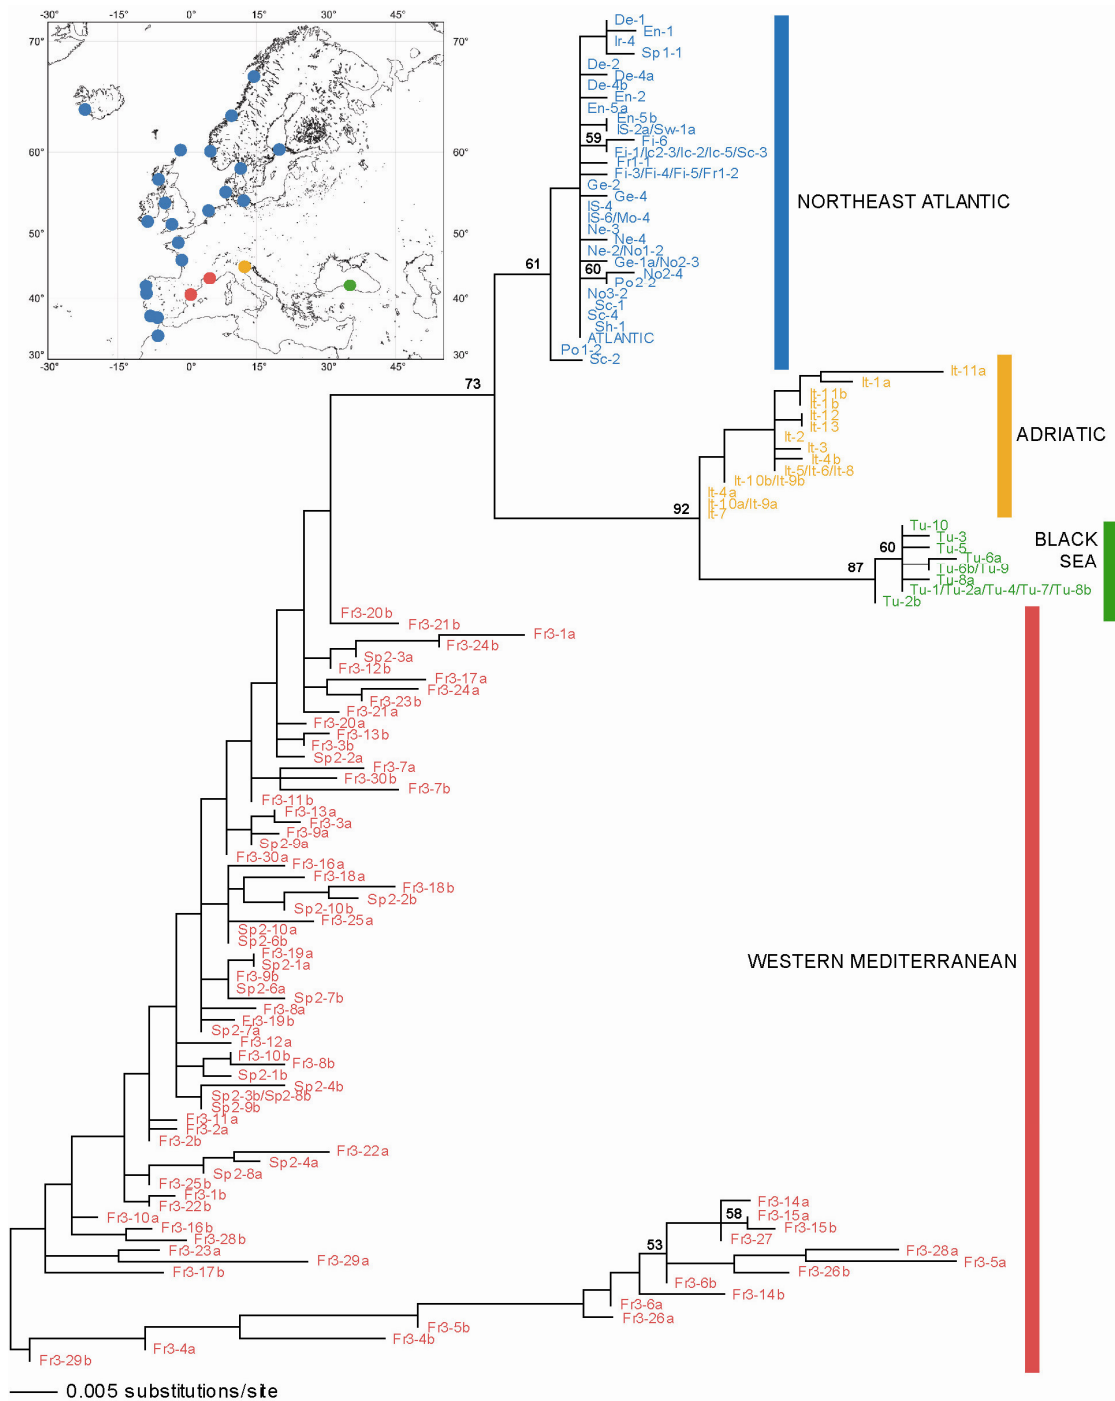 -30° -15° 0° 15° 30° 45°
70° 70°
60° 60°
50° 50°
40° 40°
30° 30°
-30° -15° 0° 15° 30° 45°
De-1
En-1
Ir-4
Sp1-1
De-2
De-4a
De-4b
En-2
En-5a
En-5b
IS-2a/Sw-1a
59
Fi-6
Fi-1/Ic2-3/Ic-2/Ic-5/Sc-3
Fr1-1
Fi-3/Fi-4/Fi-5/Fr1-2
Ge-2
Ge-4
NORTHEAST ATLANTIC
IS-4
IS-6/Mo-4
Ne-3
Ne-4
Ne-2/No1-2
61
Ge-1a/No2-3
60
No2-4
Po2-2
No3-2
Sc-1
Sc-4
Sh-1
ATLANTIC
Po1-2
Sc-2
73
It-11a
It-1a
It-11b
It-1b
It-12
It-13
It-2
ADRIATIC
It-3
It-4b
It-5/It-6/It-8
It-10b/It-9b
It-4a
It-10a/It-9a
92
It-7
Tu-10
Tu-3
BLACK
SEA
60
Tu-5
Tu-6a
87
Tu-6b/Tu-9
Tu-8a
Tu-1/Tu-2a/Tu-4/Tu-7/Tu-8b
Tu-2b
Fr3-20b
Fr3-21b
Fr3-1a
Fr3-24b
Sp2-3a
Fr3-12b
Fr3-17a
Fr3-24a
Fr3-23b
Fr3-21a
Fr3-20a
Fr3-13b
Fr3-3b
Sp2-2a
Fr3-7a
Fr3-30b
Fr3-7b
Fr3-11b
Fr3-13a
Fr3-3a
Fr3-9a
Sp2-9a
Fr3-30a
Fr3-16a
Fr3-18a
Fr3-18b
Sp2-2b
Sp2-10b
Fr3-25a
Sp2-10a
Sp2-6b
Fr3-19a
WESTERN MEDITERRANEAN
Sp2-1a
Fr3-9b
Sp2-6a
Sp2-7b
Fr3-8a
Fr3-19b
Sp2-7a
Fr3-12a
Fr3-10b
Fr3-8b
Sp2-1b
Sp2-4b
Sp2-3b/Sp2-8b
Sp2-9b
Fr3-11a
Fr3-2a
Fr3-2b
Fr3-22a
Sp2-4a
Sp2-8a
Fr3-25b
Fr3-1b
Fr3-22b
Fr3-10a
Fr3-16b
Fr3-28b
Fr3-23a
Fr3-29a
Fr3-17b
Fr3-14a
58
Fr3-15a
Fr3-15b
Fr3-27
53
Fr3-28a
Fr3-5a
Fr3-26b
Fr3-6b
Fr3-14b
Fr3-6a
Fr3-26a
Fr3-5b
Fr3-4b
Fr3-4a
Fr3-29b
0.005 substitutions/site